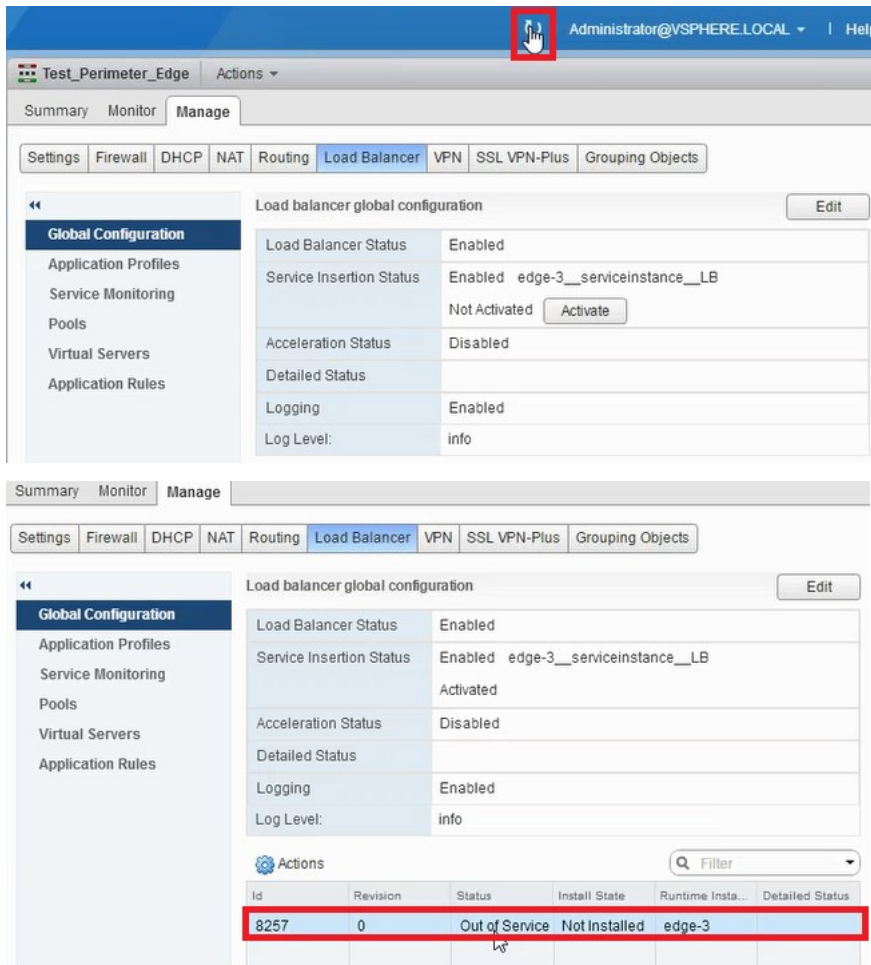 Administrator@VSPHERE.LOCAL | Hel
Test_Perimeter_Edge Actions
Summary Monitor Manage
Settings Firewall DHCP NAT Routing Load Balancer VPN SSL VPN-Plus Grouping Objects
Load balancer global configuration Edit
Global Configuration
Application Profiles
Service Monitoring
Pools
Virtual Servers
Application Rules
Load Balancer Status Enabled
Service Insertion Status Enabled edge-3__serviceinstance__LB
Not Activated Activate
Acceleration Status Disabled
Detailed Status
Logging Enabled
Log Level: info
Summary Monitor Manage
Settings Firewall DHCP NAT Routing Load Balancer VPN SSL VPN-Plus Grouping Objects
Load balancer global configuration Edit
Global Configuration
Application Profiles
Service Monitoring
Pools
Virtual Servers
Application Rules
Load Balancer Status Enabled
Service Insertion Status Enabled edge-3__serviceinstance__LB
Activated
Acceleration Status Disabled
Detailed Status
Logging Enabled
Log Level: info
Actions Filter
Id Revision Status Install State Runtime Insta... Detailed Status
8257 0 Out of Service Not Installed edge-3